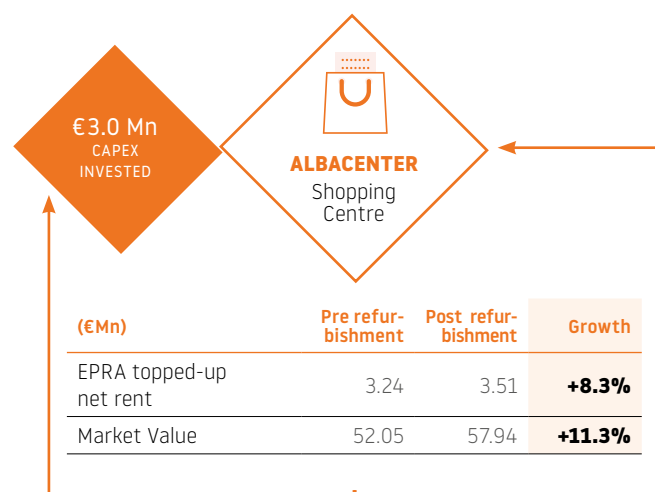 €3.0 Mn
CAPEX
INVESTED
ALBACENTER
Shopping
Centre
(€Mn) Pre refur-bishment Post refur-bishment Growth
EPRA topped-up
net rent 3.24 3.51 +8.3%
Market Value 52.05 57.94 +11.3%